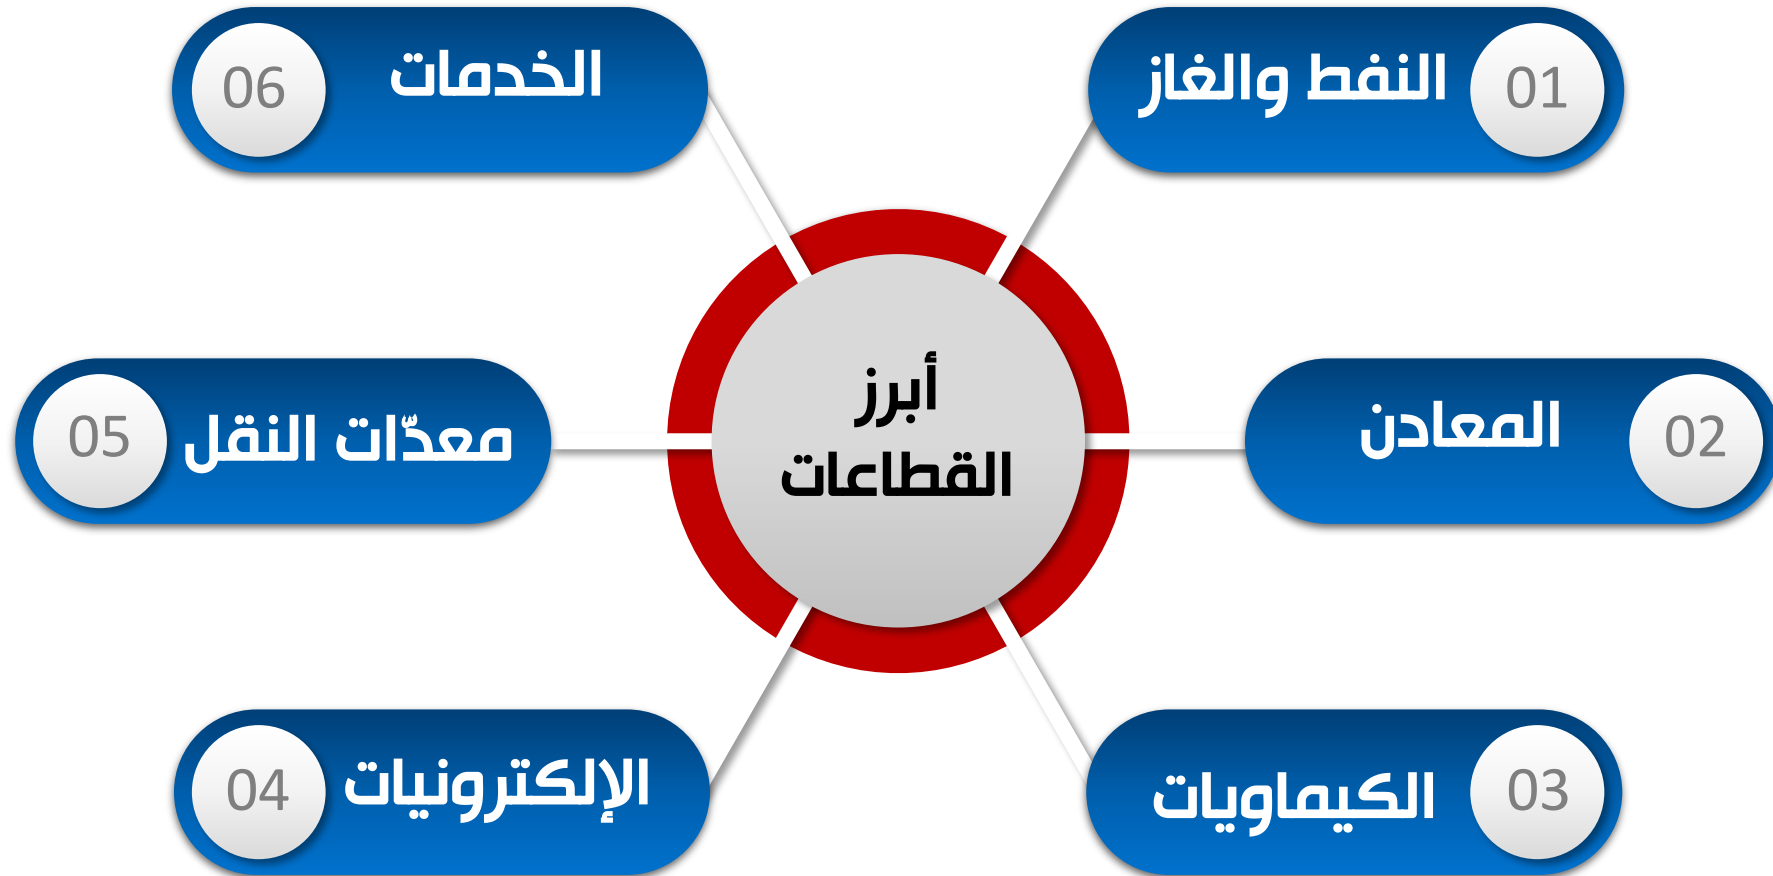 أبرز
القطاعات
01
النفط والغاز
02
المعادن
03
الكيماويات
04
الإلكترونيات
05
معدّات النقل
06
الخدمات